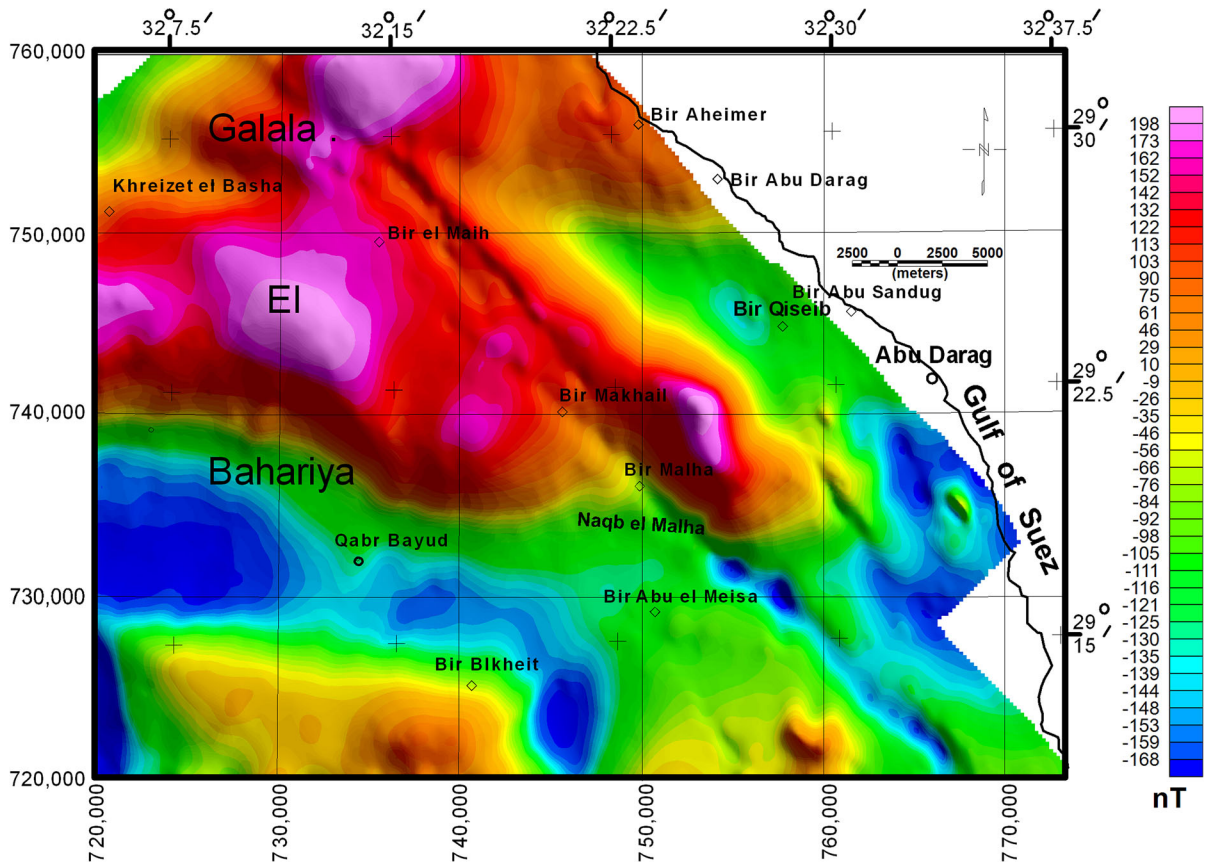 32° 7.5′
32° 15′
32° 22.5′
32° 30′
32° 37.5′
760,000
750,000
740,000
730,000
720,000
Galala
Bir Aheimer
29° 30′
Khreizet el Basha
Bir Abu Darag
Bir el Maih
2500 0 2500 5000
(meters)
El
Bir Abu Sandug
Bir Qiseib
Abu Darag
29° 22.5′
Bir Makhail
Gulf of Suez
Bahariya
Bir Malha
Naqb el Malha
Qabr Bayud
Bir Abu el Meisa
29° 15′
Bir Blkheit
720,000
730,000
740,000
750,000
760,000
770,000
198
173
162
152
142
132
122
113
103
90
75
61
46
29
10
-9
-26
-35
-46
-56
-66
-76
-84
-92
-98
-105
-111
-116
-121
-125
-130
-135
-139
-144
-148
-153
-159
-168
nT